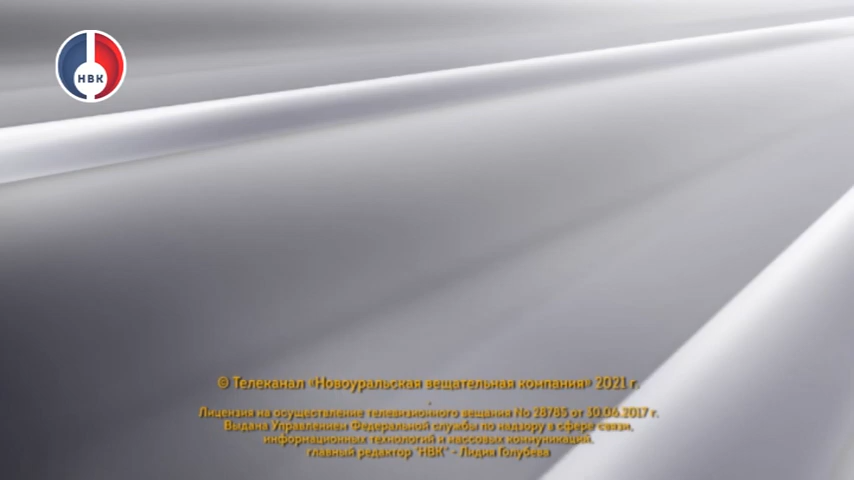 НВК
© Телеканал «Новоуральская вещательная компания» 2021 г.
Лицензия на осуществление телевизионного вещания No 28785 от 30.06.2017 г.
Выдана Управлением Федеральной службы по надзору в сфере связи,
информационных технологий и массовых коммуникаций.
главный редактор "НВК" - Лидия Голубева